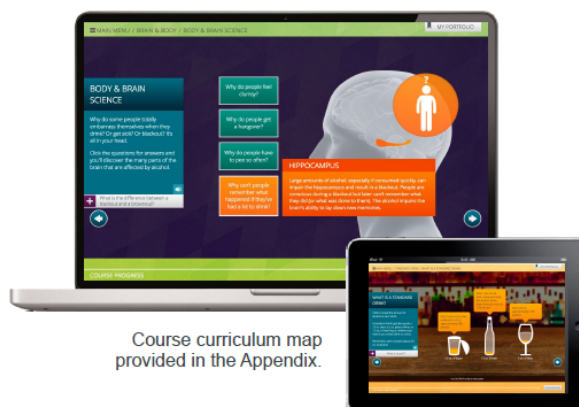 MAIN MENU / BRAIN & BODY / BODY & BRAIN SCIENCE
MY PORTFOLIO
BODY & BRAIN
SCIENCE
Why do some people totally
embarrass themselves when they
drink? Or get sick? Or blackout? It's
all in your head.
Click the questions for answers and
you'll discover the many parts of the
brain that are affected by alcohol.
What is the difference between a
blackout and a brownout?
Why do people feel
clumsy?
Why do people get
a hangover?
Why do people have
to pee so often?
Why can't people
remember what
happened if they've
had a lot to drink?
?
HIPPOCAMPUS
Large amounts of alcohol, especially if consumed quickly, can
impair the hippocampus and result in a blackout. People are
conscious during a blackout but later can't remember what
they did (or what was done to them). The alcohol impairs the
brain's ability to lay down new memories.
COURSE PROGRESS
WHAT IS A STANDARD
DRINK?
Course curriculum map
provided in the Appendix.